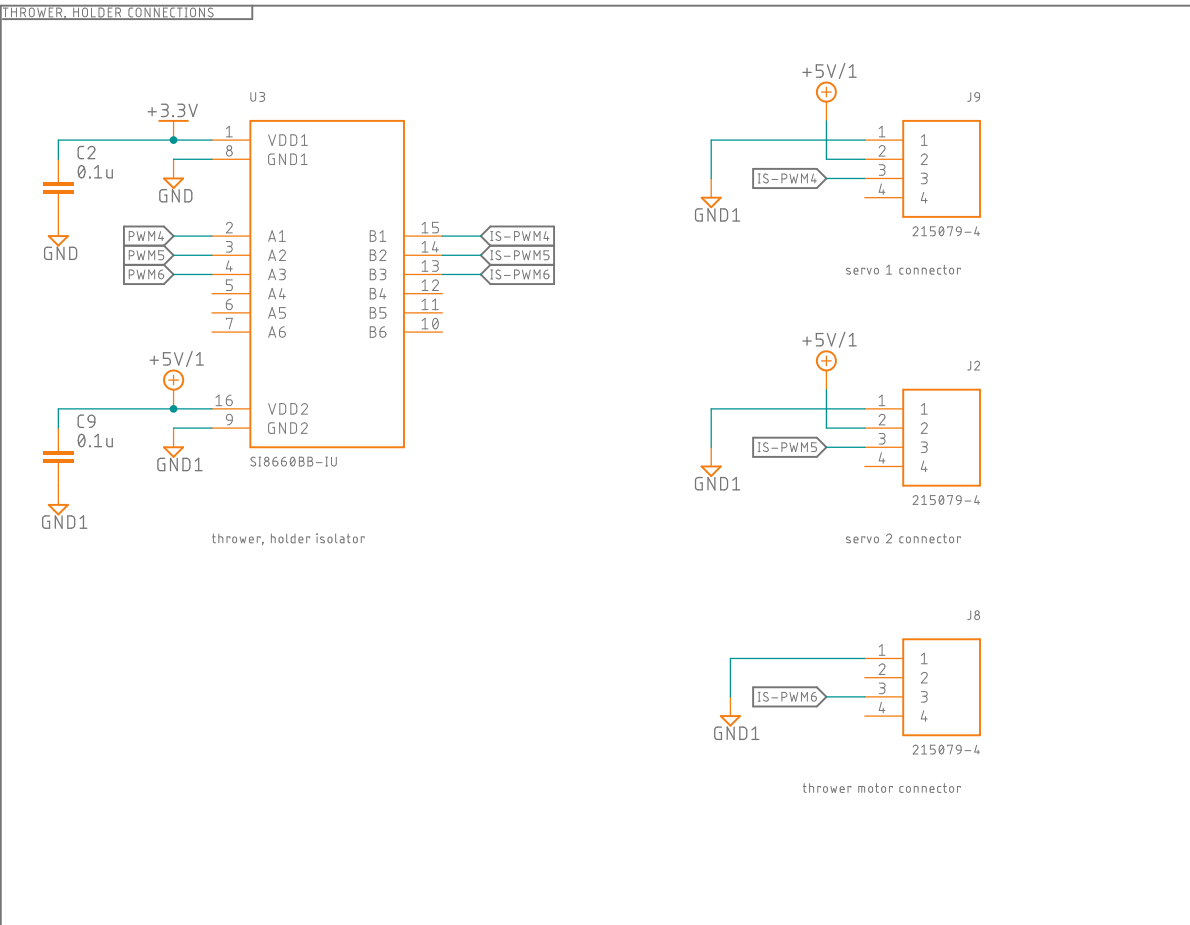 THROWER, HOLDER CONNECTIONS
U3
+3.3V
C2
0.1u
GND
GND
1 VDD1
8 GND1
PWM4 2 A1 B1 15 IS-PWM4
PWM5 3 A2 B2 14 IS-PWM5
PWM6 4 A3 B3 13 IS-PWM6
5 A4 B4 12
6 A5 B5 11
7 A6 B6 10
+5V/1
C9
0.1u
16 VDD2
9 GND2
GND1
GND1
SI8660BB-IU
thrower, holder isolator
+5V/1
J9
1 1
2 2
IS-PWM4 3 3
4 4
GND1
215079-4
servo 1 connector
+5V/1
J2
1 1
2 2
IS-PWM5 3 3
4 4
GND1
215079-4
servo 2 connector
J8
1 1
2 2
IS-PWM6 3 3
4 4
GND1
215079-4
thrower motor connector